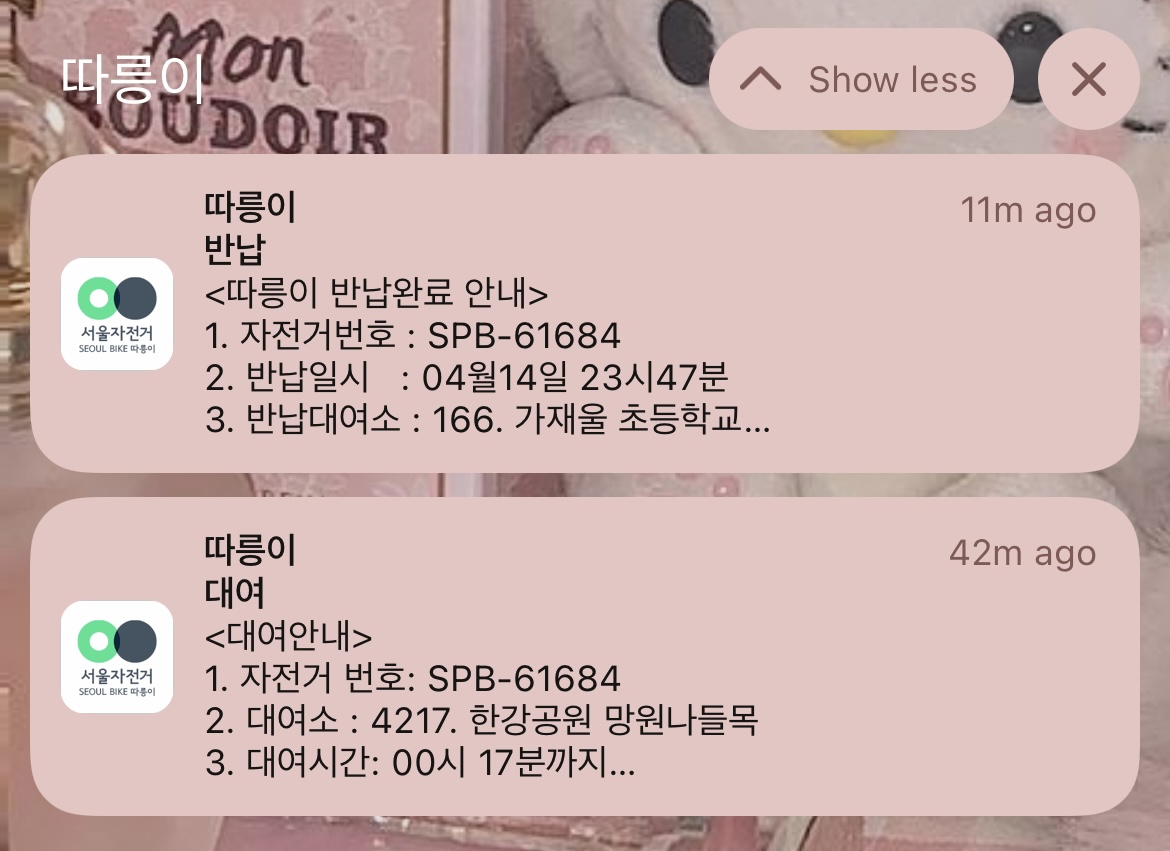 Mon
BOUDOIR
따릉이
Show less
따릉이
11m ago
반납
<따릉이 반납완료 안내>
1. 자전거번호 : SPB-61684
2. 반납일시 : 04월14일 23시47분
3. 반납대여소 : 166. 가재울 초등학교...
서울자전거
SEOUL BIKE 따릉이
따릉이
42m ago
대여
<대여안내>
1. 자전거 번호: SPB-61684
2. 대여소 : 4217. 한강공원 망원나들목
3. 대여시간: 00시 17분까지...
서울자전거
SEOUL BIKE 따릉이